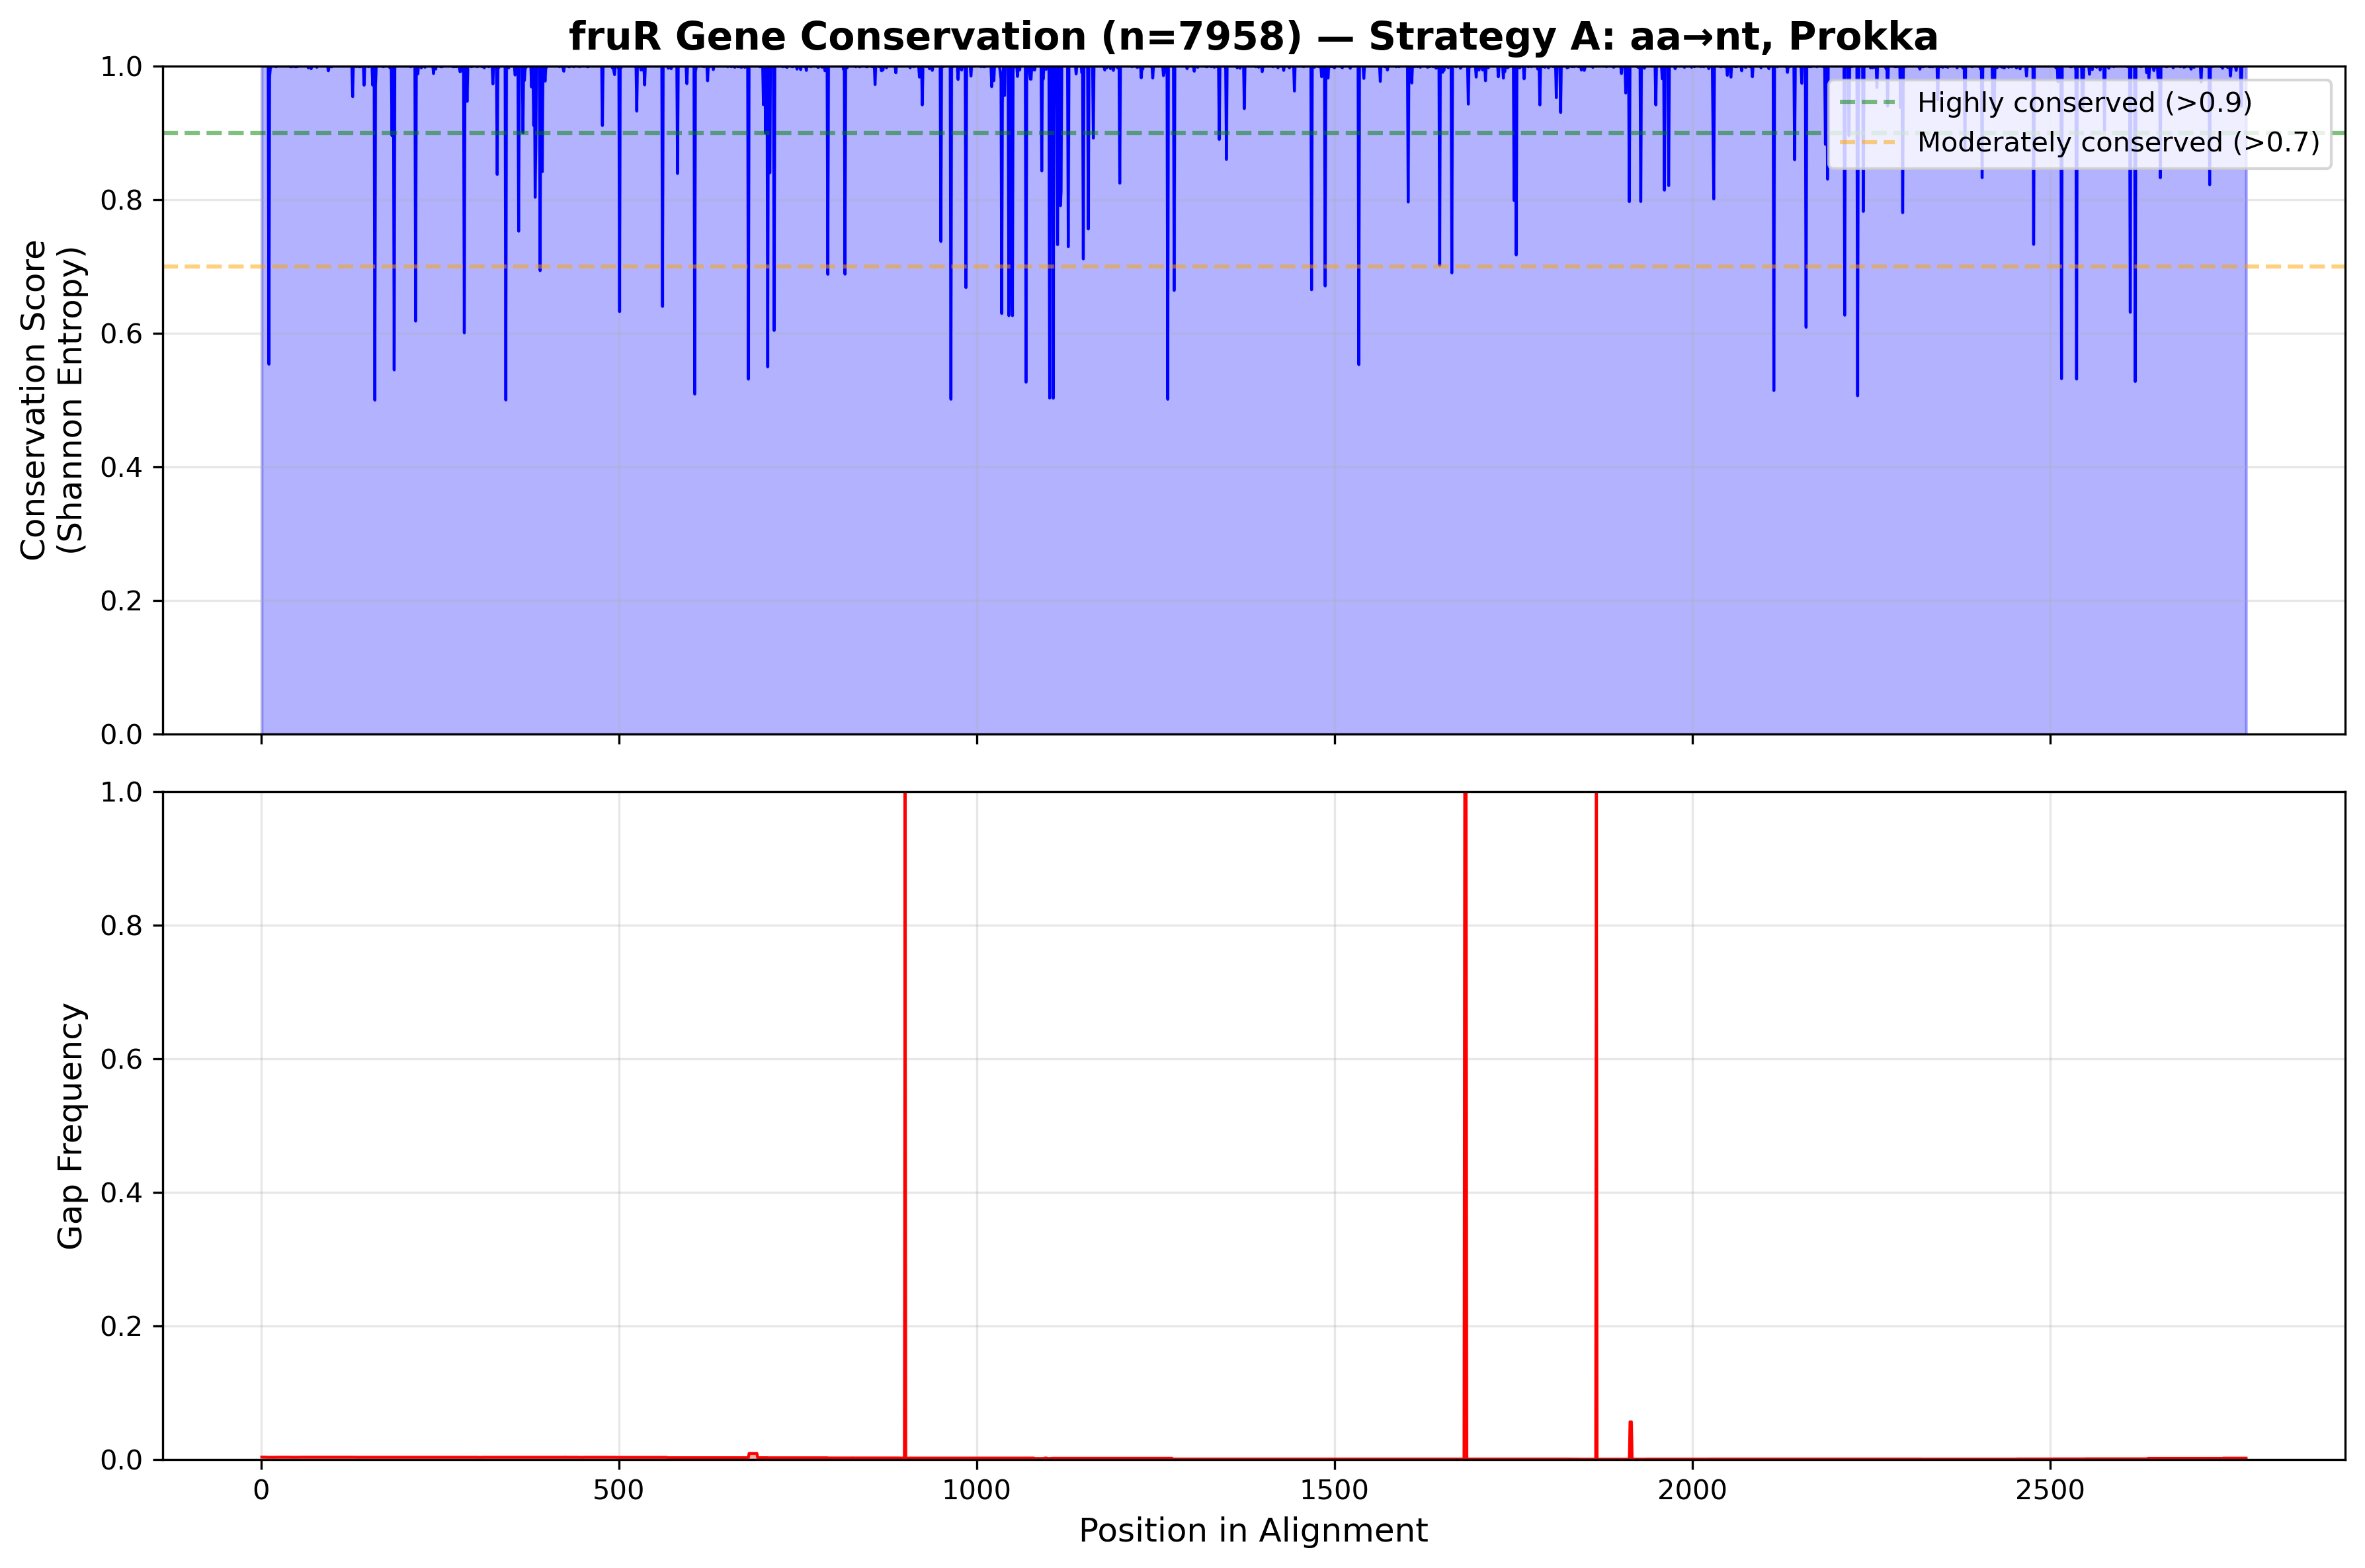 fruR Gene Conservation (n=7958) — Strategy A: aa→nt, Prokka
1.0
0.8
0.6
0.4
0.2
0.0
Conservation Score
(Shannon Entropy)
Highly conserved (>0.9)
Moderately conserved (>0.7)
1.0
0.8
0.6
0.4
0.2
0.0
Gap Frequency
0 500 1000 1500 2000 2500
Position in Alignment